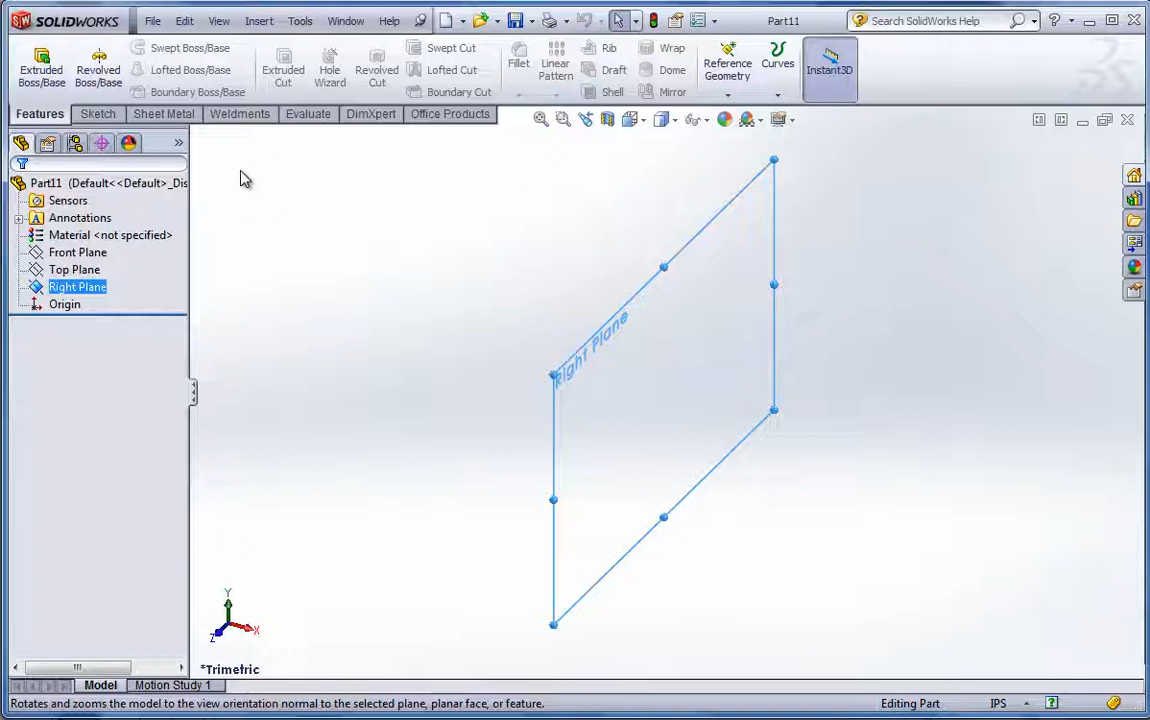 SOLIDWORKS File Edit View Insert Tools Window Help Part11 Search SolidWorks Help
Extruded Boss/Base
Revolved Boss/Base
Swept Boss/Base
Lofted Boss/Base
Boundary Boss/Base
Extruded Cut
Hole Wizard
Revolved Cut
Swept Cut
Lofted Cut
Boundary Cut
Fillet
Linear Pattern
Rib
Draft
Shell
Wrap
Dome
Mirror
Reference Geometry
Curves
Instant3D
Features Sketch Sheet Metal Weldments Evaluate DimXpert Office Products
Part11 (Default<<Default>_Dis
Sensors
Annotations
Material <not specified>
Front Plane
Top Plane
Right Plane
Origin
Right Plane
Y
X
Z
*Trimetric
Model Motion Study 1
Rotates and zooms the model to the view orientation normal to the selected plane, planar face, or feature. Editing Part IPS